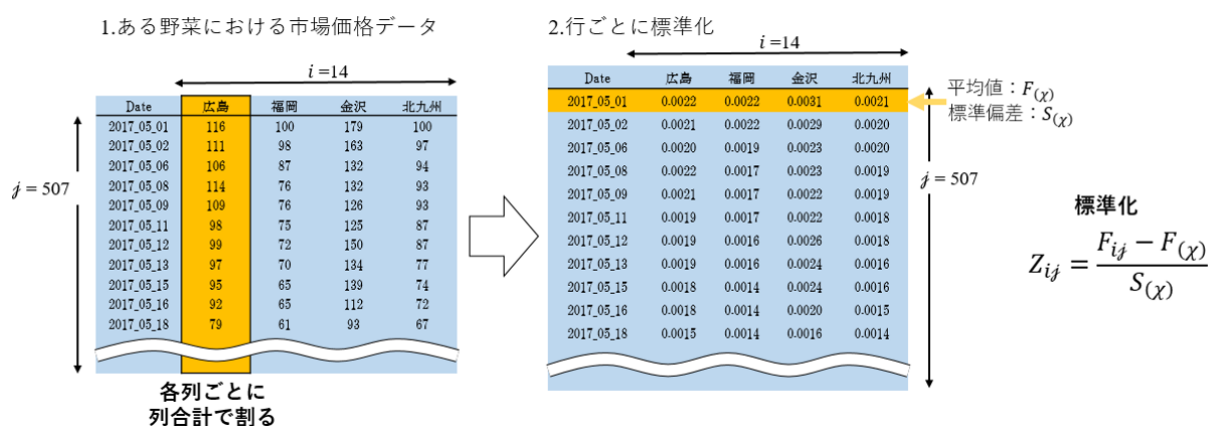 1.ある野菜における市場価格データ
i =14
Date 広島 福岡 金沢 北九州
2017_05_01 116 100 179 100
2017_05_02 111 98 163 97
2017_05_06 106 87 132 94
2017_05_08 114 76 132 93
2017_05_09 109 76 126 93
2017_05_11 98 75 125 87
2017_05_12 99 72 150 87
2017_05_13 97 70 134 77
2017_05_15 95 65 139 74
2017_05_16 92 65 112 72
2017_05_18 79 61 93 67
j = 507
各列ごとに
列合計で割る
2.行ごとに標準化
i =14
Date 広島 福岡 金沢 北九州
2017_05_01 0.0022 0.0022 0.0031 0.0021
2017_05_02 0.0021 0.0022 0.0029 0.0020
2017_05_06 0.0020 0.0019 0.0023 0.0020
2017_05_08 0.0022 0.0017 0.0023 0.0019
2017_05_09 0.0021 0.0017 0.0022 0.0019
2017_05_11 0.0019 0.0017 0.0022 0.0018
2017_05_12 0.0019 0.0016 0.0026 0.0018
2017_05_13 0.0019 0.0016 0.0024 0.0016
2017_05_15 0.0018 0.0014 0.0024 0.0016
2017_05_16 0.0018 0.0014 0.0020 0.0015
2017_05_18 0.0015 0.0014 0.0016 0.0014
平均値：F(χ)
標準偏差：S(χ)
j = 507
標準化
Zij = Fij − F(χ) / S(χ)